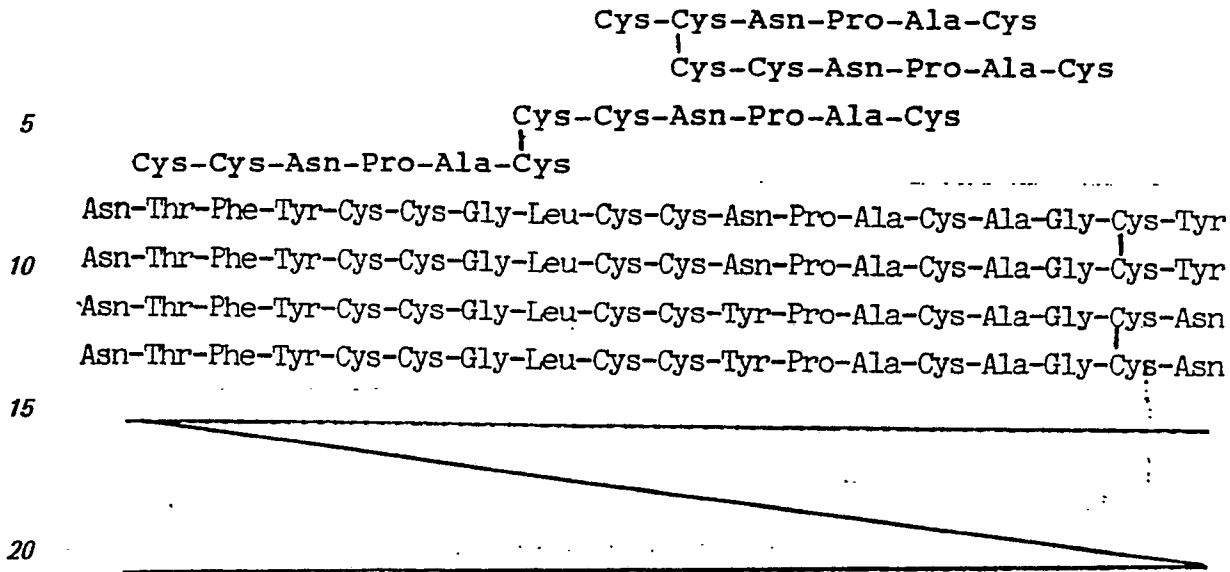 Cys-Cys-Asn-Pro-Ala-Cys
Cys-Cys-Asn-Pro-Ala-Cys
5 Cys-Cys-Asn-Pro-Ala-Cys
Cys-Cys-Asn-Pro-Ala-Cys
Asn-Thr-Phe-Tyr-Cys-Cys-Gly-Leu-Cys-Cys-Asn-Pro-Ala-Cys-Ala-Gly-Cys-Tyr
10 Asn-Thr-Phe-Tyr-Cys-Cys-Gly-Leu-Cys-Cys-Asn-Pro-Ala-Cys-Ala-Gly-Cys-Tyr
Asn-Thr-Phe-Tyr-Cys-Cys-Gly-Leu-Cys-Cys-Tyr-Pro-Ala-Cys-Ala-Gly-Cys-Asn
Asn-Thr-Phe-Tyr-Cys-Cys-Gly-Leu-Cys-Cys-Tyr-Pro-Ala-Cys-Ala-Gly-Cys-Asn
15
20